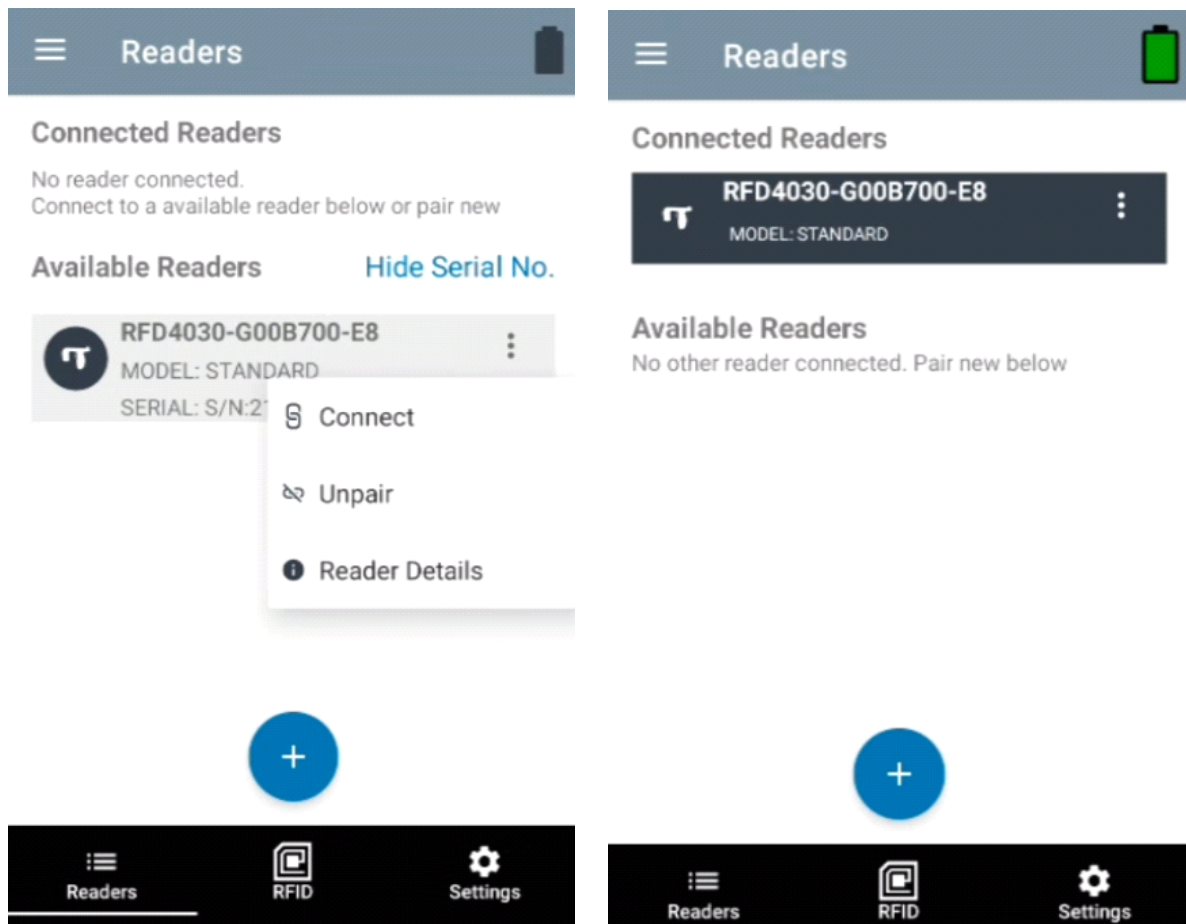 Readers
Connected Readers
No reader connected.
Connect to a available reader below or pair new
Available Readers
Hide Serial No.
RFD4030-G00B700-E8
MODEL: STANDARD
SERIAL: S/N:2
Connect
Unpair
Reader Details
+
Readers
RFID
Settings
Readers
Connected Readers
RFD4030-G00B700-E8
MODEL: STANDARD
Available Readers
No other reader connected. Pair new below
+
Readers
RFID
Settings